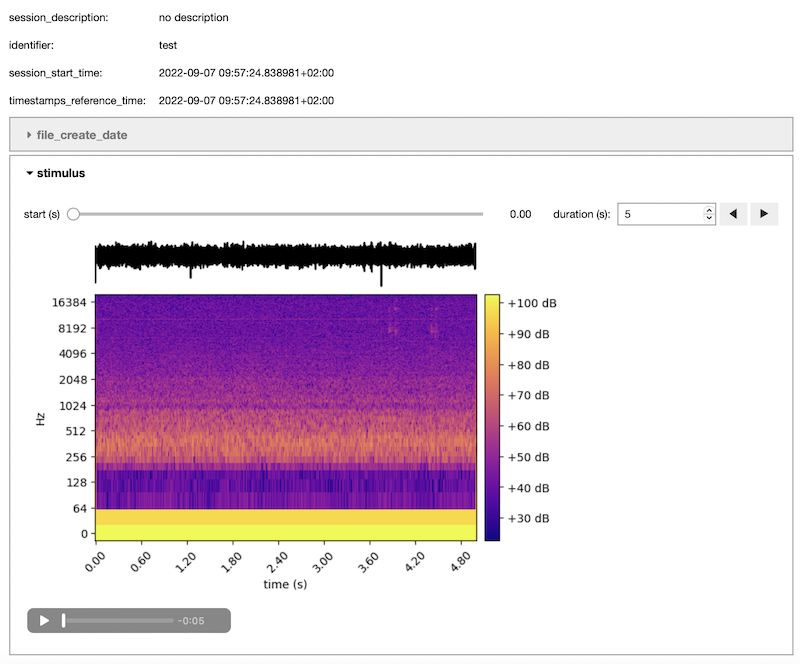 session_description: no description
identifier: test
session_start_time: 2022-09-07 09:57:24.838981+02:00
timestamps_reference_time: 2022-09-07 09:57:24.838981+02:00
file_create_date
stimulus
start (s) 0.00 duration (s): 5
16384
8192
4096
2048
1024
512
256
128
64
0
Hz
0.00 0.60 1.20 1.80 2.40 3.00 3.60 4.20 4.80
time (s)
+100 dB
+90 dB
+80 dB
+70 dB
+60 dB
+50 dB
+40 dB
+30 dB
-0:05